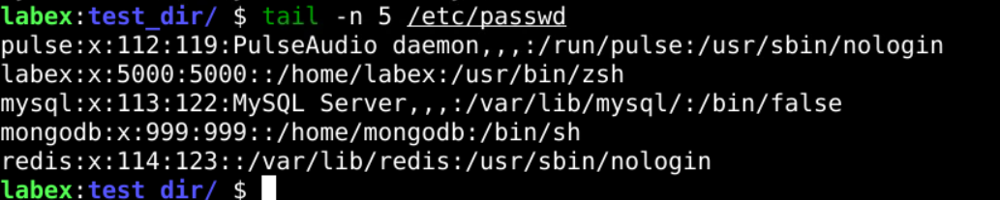 labex:test_dir/ $ tail -n 5 /etc/passwd
pulse:x:112:119:PulseAudio daemon,,,:/run/pulse:/usr/sbin/nologin
labex:x:5000:5000::/home/labex:/usr/bin/zsh
mysql:x:113:122:MySQL Server,,,:/var/lib/mysql/:/bin/false
mongodb:x:999:999::/home/mongodb:/bin/sh
redis:x:114:123::/var/lib/redis:/usr/sbin/nologin
labex:test_dir/ $